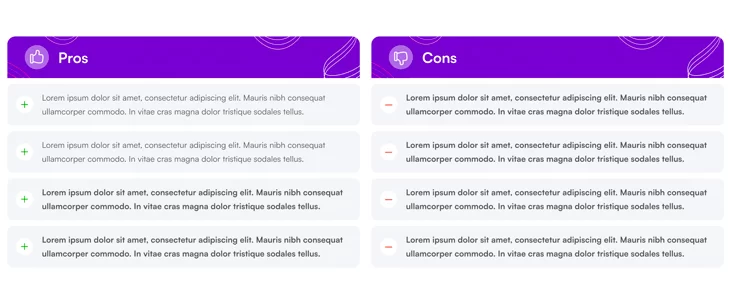 Pros
Lorem ipsum dolor sit amet, consectetur adipiscing elit. Mauris nibh consequat
ullamcorper commodo. In vitae cras magna dolor tristique sodales tellus.
Lorem ipsum dolor sit amet, consectetur adipiscing elit. Mauris nibh consequat
ullamcorper commodo. In vitae cras magna dolor tristique sodales tellus.
Lorem ipsum dolor sit amet, consectetur adipiscing elit. Mauris nibh consequat
ullamcorper commodo. In vitae cras magna dolor tristique sodales tellus.
Lorem ipsum dolor sit amet, consectetur adipiscing elit. Mauris nibh consequat
ullamcorper commodo. In vitae cras magna dolor tristique sodales tellus.
Cons
Lorem ipsum dolor sit amet, consectetur adipiscing elit. Mauris nibh consequat
ullamcorper commodo. In vitae cras magna dolor tristique sodales tellus.
Lorem ipsum dolor sit amet, consectetur adipiscing elit. Mauris nibh consequat
ullamcorper commodo. In vitae cras magna dolor tristique sodales tellus.
Lorem ipsum dolor sit amet, consectetur adipiscing elit. Mauris nibh consequat
ullamcorper commodo. In vitae cras magna dolor tristique sodales tellus.
Lorem ipsum dolor sit amet, consectetur adipiscing elit. Mauris nibh consequat
ullamcorper commodo. In vitae cras magna dolor tristique sodales tellus.